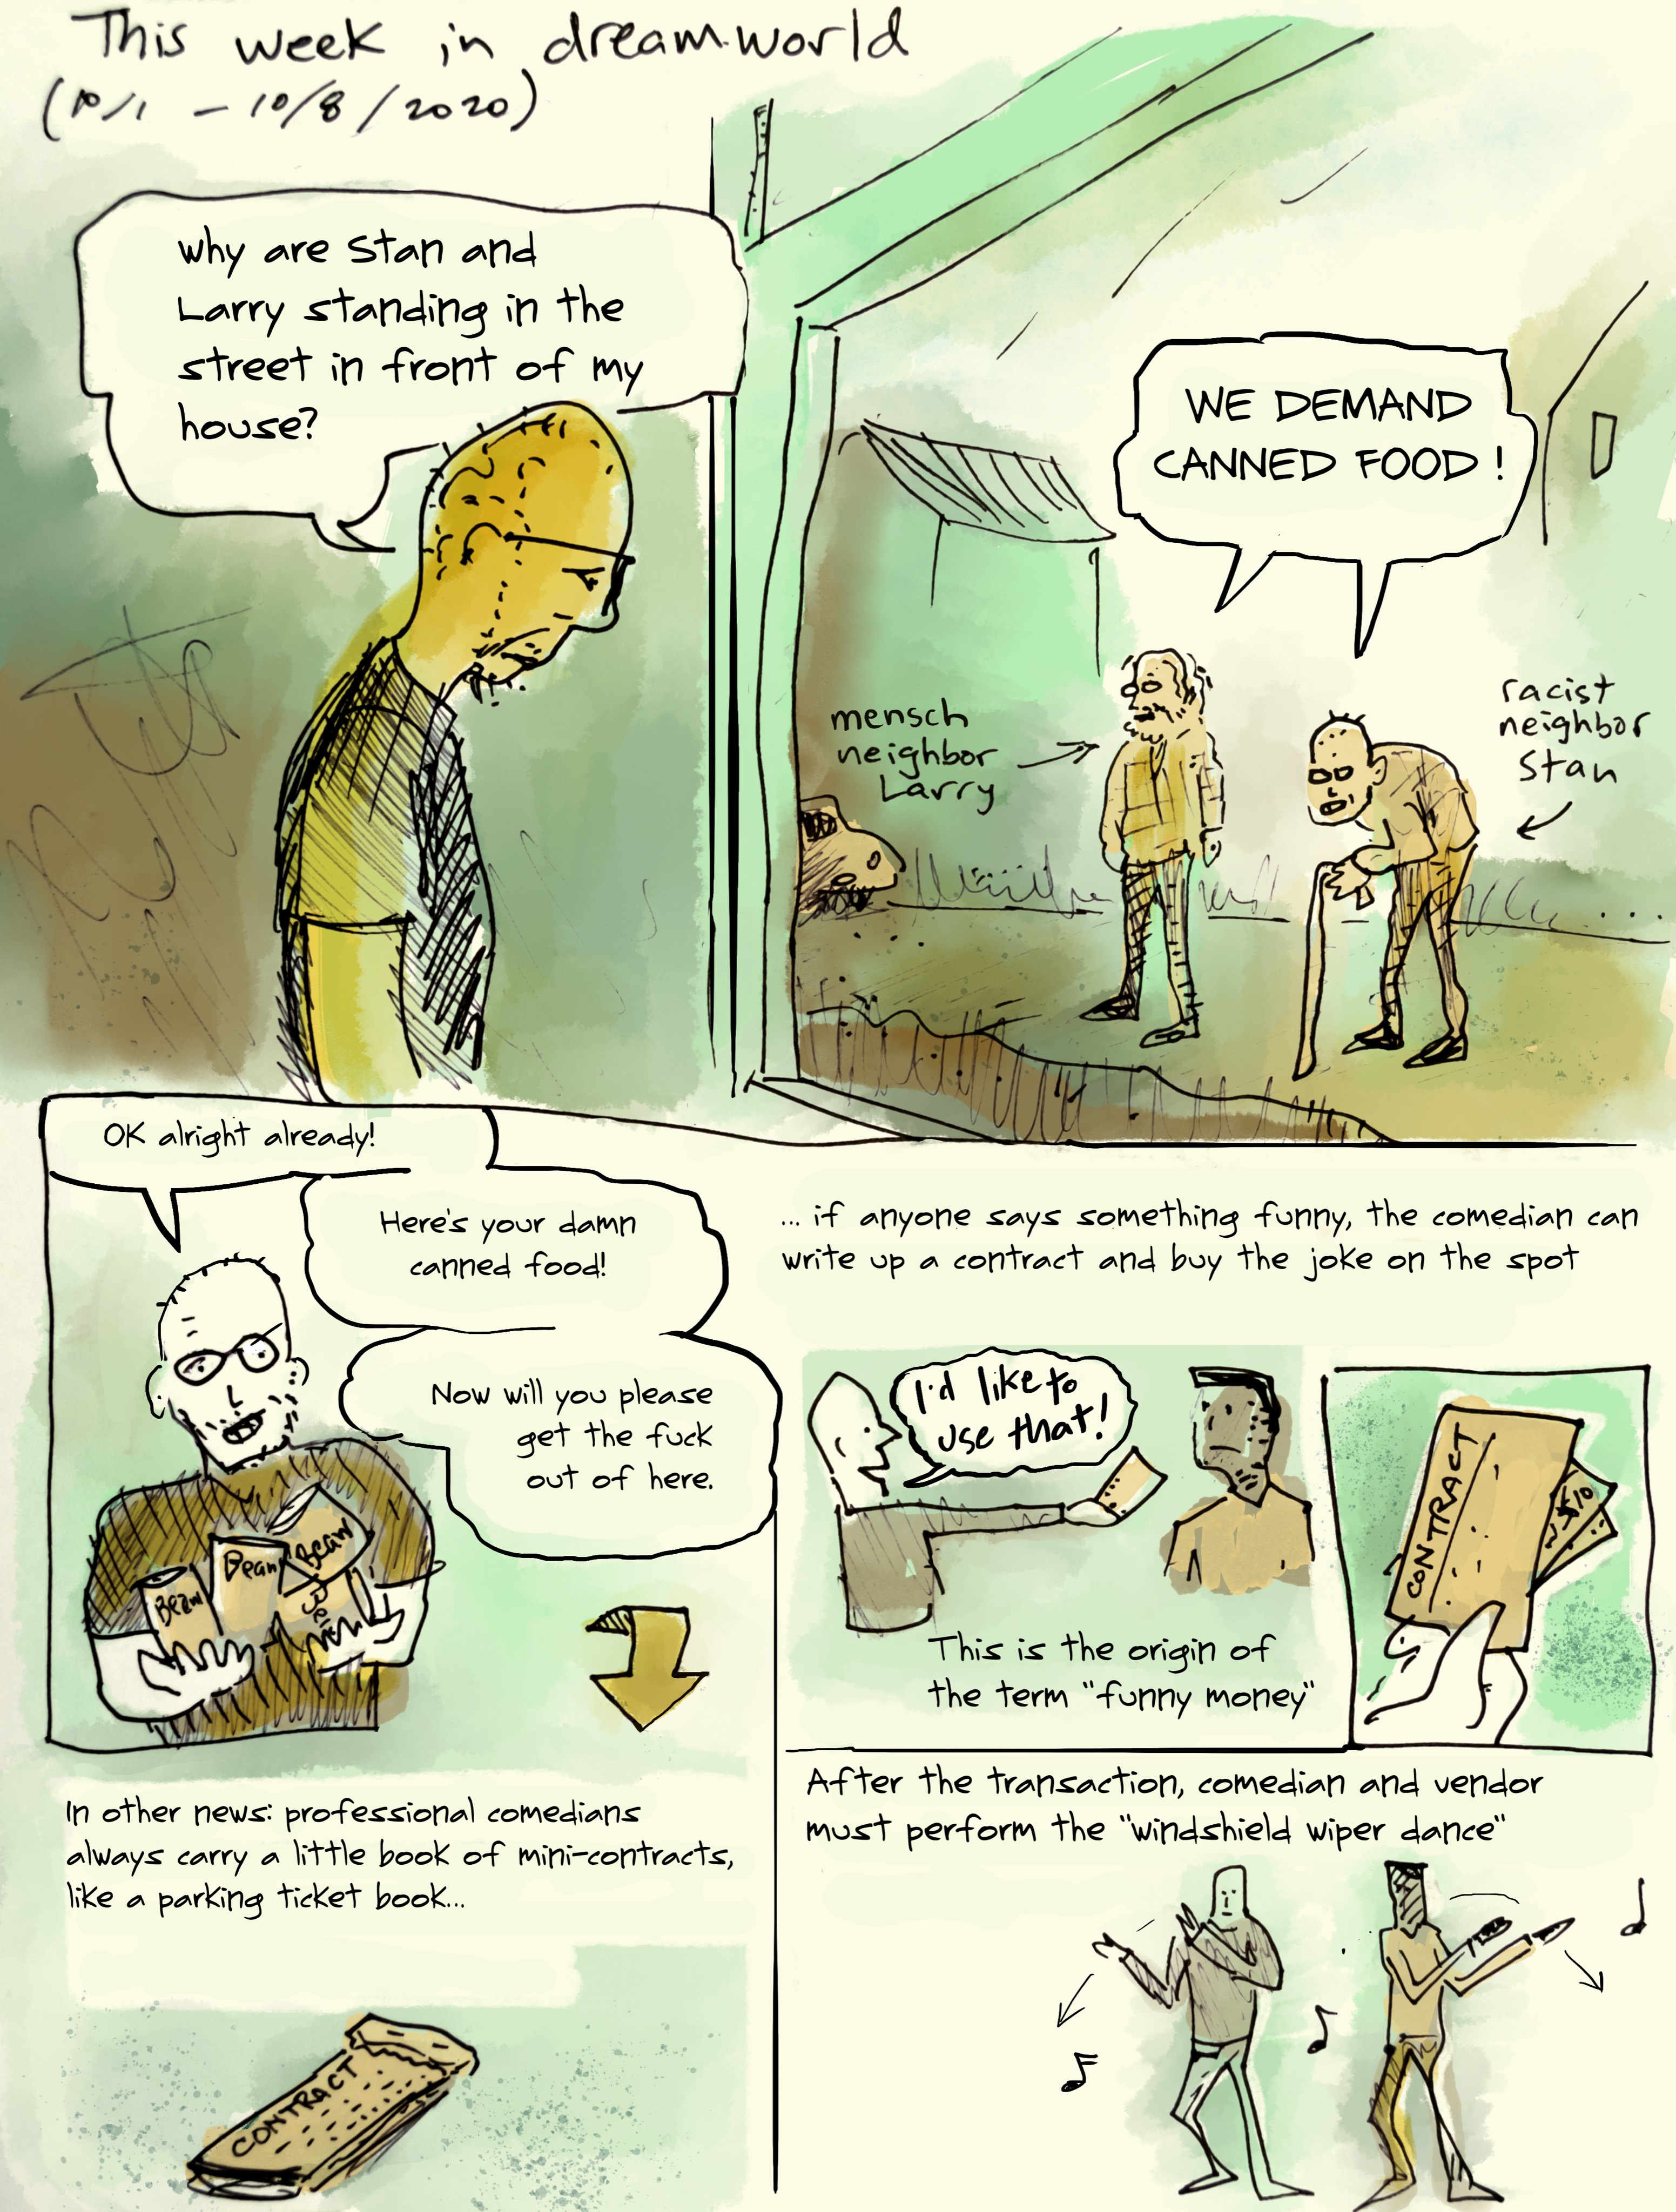 This week in dreamworld
(10/1 – 10/8/2020)
why are Stan and
Larry standing in the
street in front of my
house?
WE DEMAND
CANNED FOOD!
mensch
neighbor
Larry
racist
neighbor
Stan
OK alright already!
Here's your damn
canned food!
Now will you please
get the fuck
out of here.
Bean
Bean
Bean
In other news: professional comedians
always carry a little book of mini-contracts,
like a parking ticket book...
CONTRACT
... if anyone says something funny, the comedian can
write up a contract and buy the joke on the spot
I'd like to
use that!
CONTRACT
$10
This is the origin of
the term "funny money"
After the transaction, comedian and vendor
must perform the "windshield wiper dance"